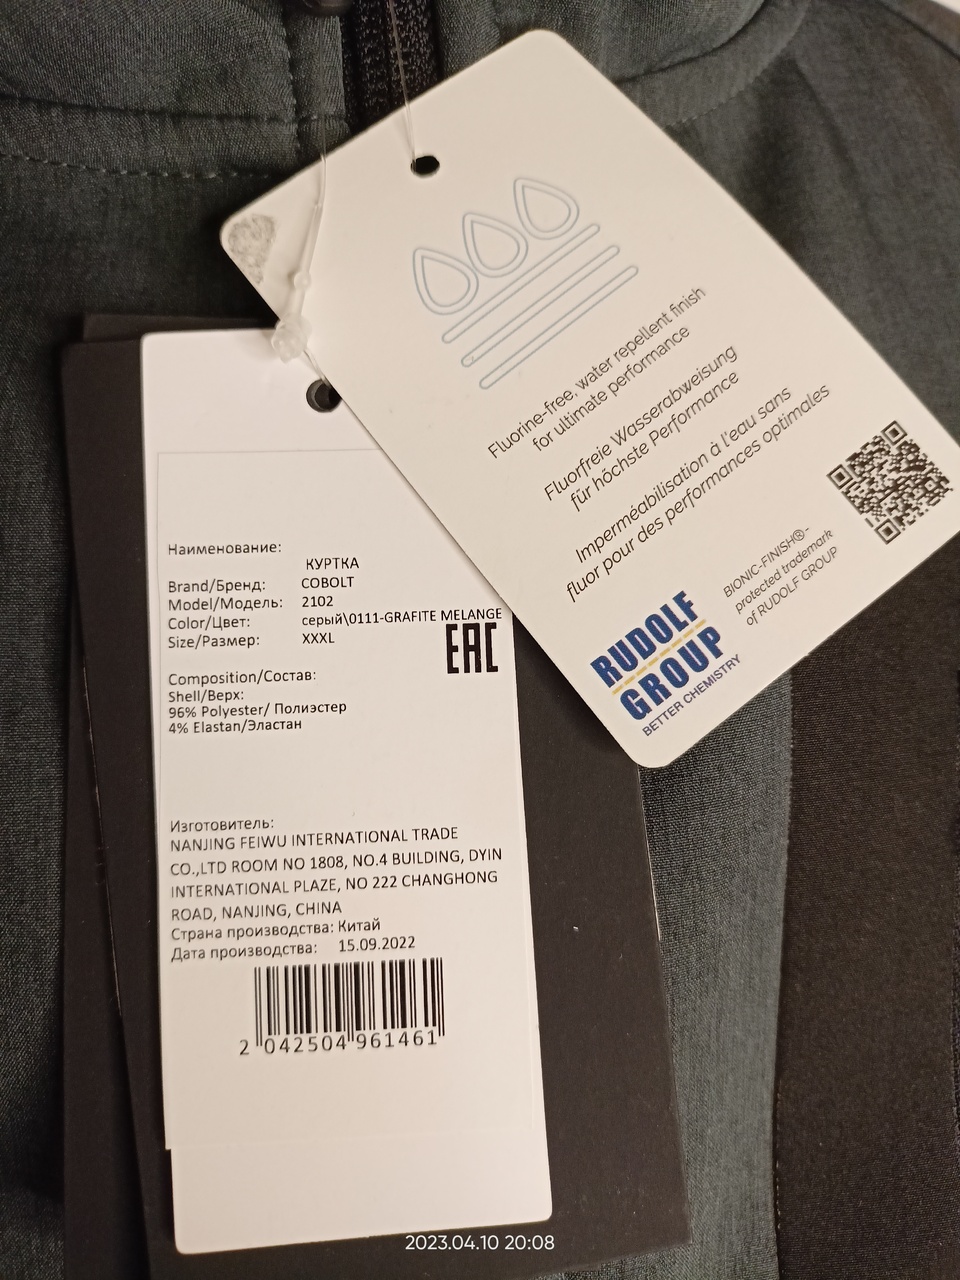 Fluorine-free, water repellent finish
for ultimate performance
Fluorfreie Wasserabweisung
für höchste Performance
Imperméabilisation à l'eau sans
fluor pour des performances optimales
BIONIC-FINISH®-
protected trademark
of RUDOLF GROUP
RUDOLF
GROUP
BETTER CHEMISTRY
Наименование:
КУРТКА
Brand/Бренд: COBOLT
Model/Модель: 2102
Color/Цвет: серый\0111-GRAFITE MELANGE
Size/Размер: XXXL
EAC
Composition/Состав:
Shell/Верх:
96% Polyester/ Полиэстер
4% Elastan/Эластан
Изготовитель:
NANJING FEIWU INTERNATIONAL TRADE
CO.,LTD ROOM NO 1808, NO.4 BUILDING, DYIN
INTERNATIONAL PLAZE, NO 222 CHANGHONG
ROAD, NANJING, CHINA
Страна производства: Китай
Дата производства: 15.09.2022
2 042504 961461
2023.04.10 20:08